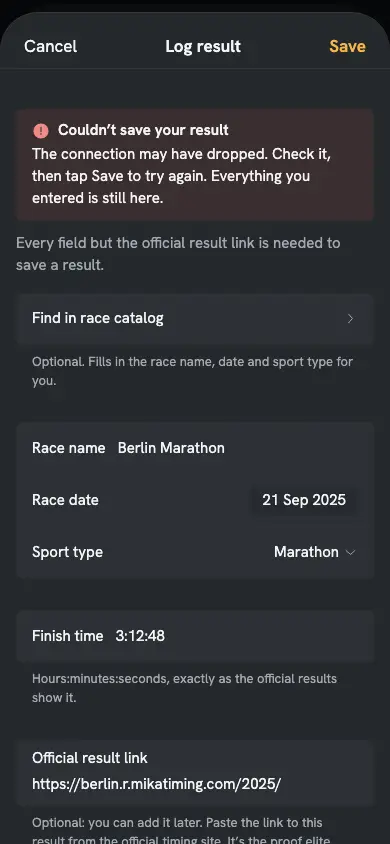 Cancel Log result Save
Couldn’t save your result
The connection may have dropped. Check it,
then tap Save to try again. Everything you
entered is still here.
Every field but the official result link is needed to
save a result.
Find in race catalog
Optional. Fills in the race name, date and sport type for
you.
Race name Berlin Marathon
Race date 21 Sep 2025
Sport type Marathon
Finish time 3:12:48
Hours:minutes:seconds, exactly as the official results
show it.
Official result link
https://berlin.r.mikatiming.com/2025/
Optional: you can add it later. Paste the link to this
result from the official timing site. It’s the proof elite